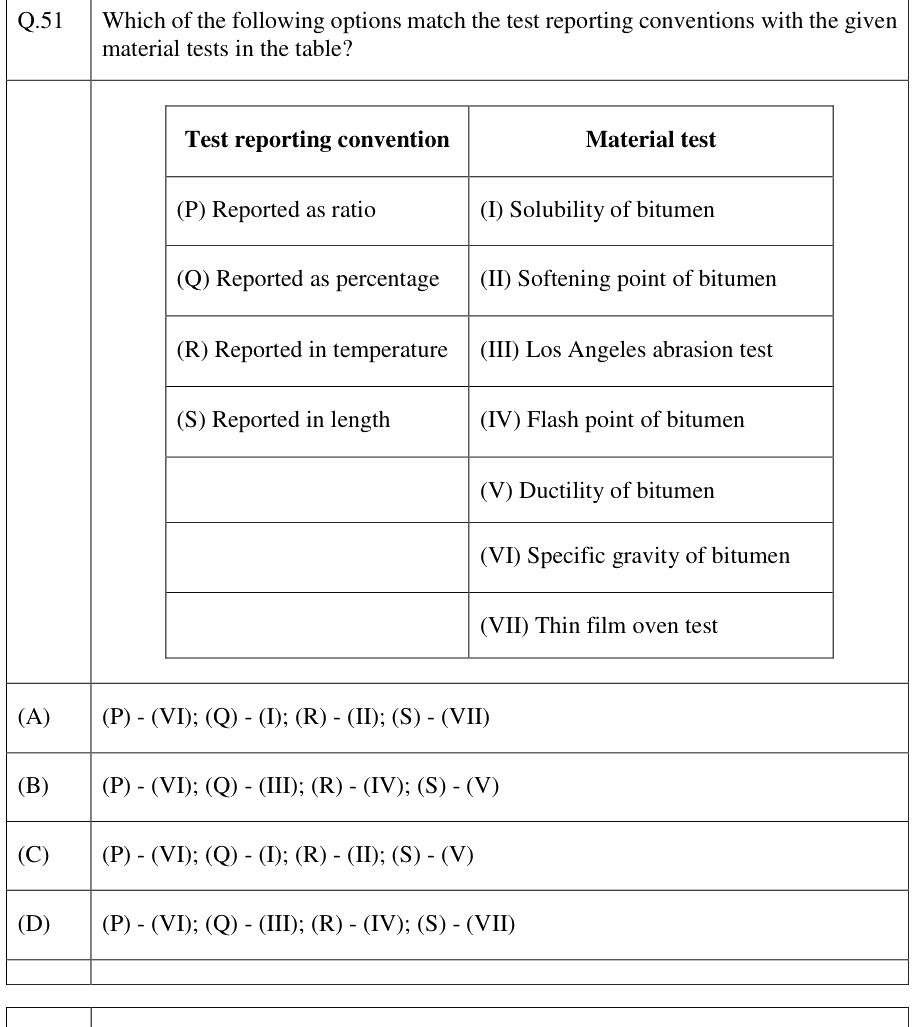 Q.51 Which of the following options match the test reporting conventions with the given
material tests in the table?
Test reporting convention Material test
(P) Reported as ratio (I) Solubility of bitumen
(Q) Reported as percentage (II) Softening point of bitumen
(R) Reported in temperature (III) Los Angeles abrasion test
(S) Reported in length (IV) Flash point of bitumen
(V) Ductility of bitumen
(VI) Specific gravity of bitumen
(VII) Thin film oven test
(A) (P) - (VI); (Q) - (I); (R) - (II); (S) - (VII)
(B) (P) - (VI); (Q) - (III); (R) - (IV); (S) - (V)
(C) (P) - (VI); (Q) - (I); (R) - (II); (S) - (V)
(D) (P) - (VI); (Q) - (III); (R) - (IV); (S) - (VII)